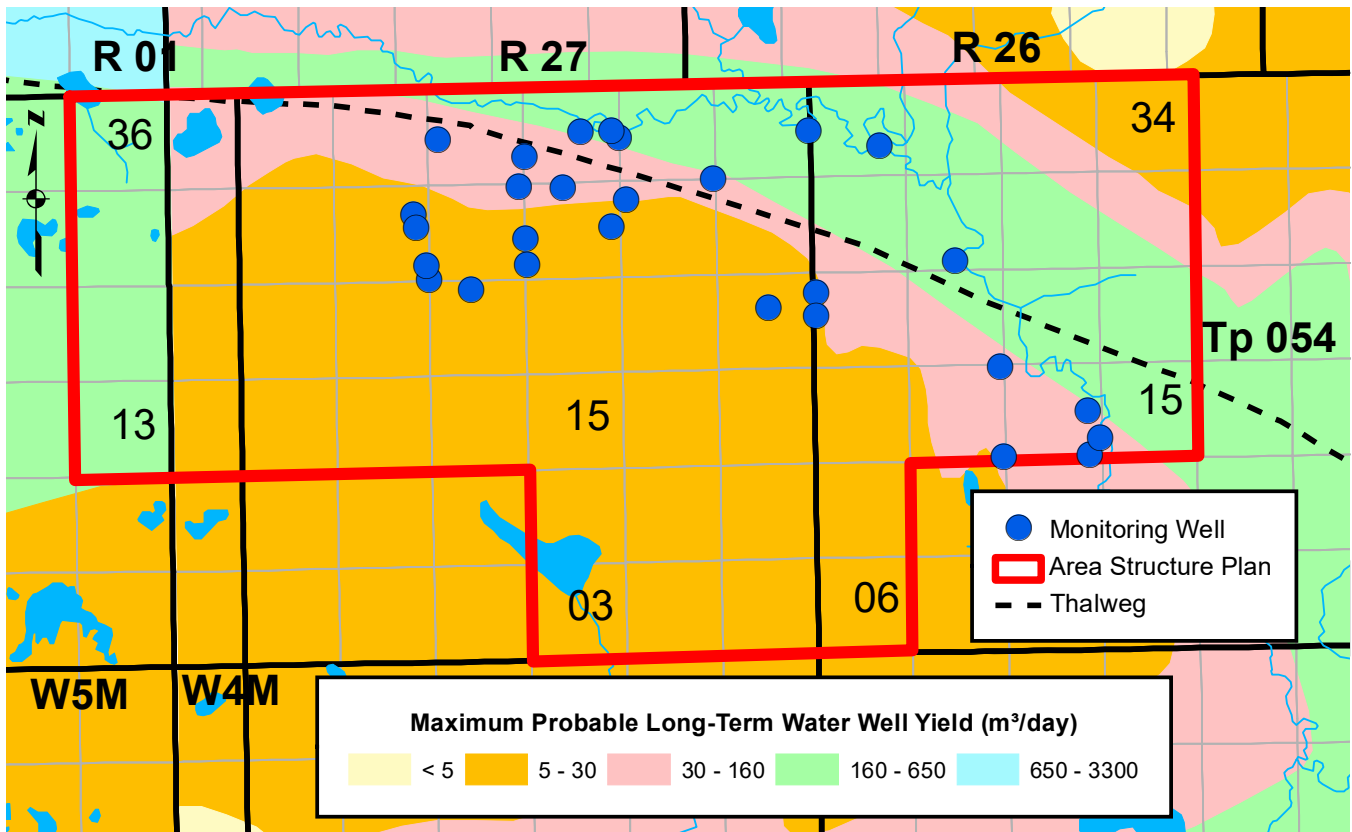 R 01
R 27
R 26
36
34
N
Tp 054
13
15
15
03
06
Monitoring Well
Area Structure Plan
Thalweg
W5M
W4M
Maximum Probable Long-Term Water Well Yield (m³/day)
< 5
5 - 30
30 - 160
160 - 650
650 - 3300